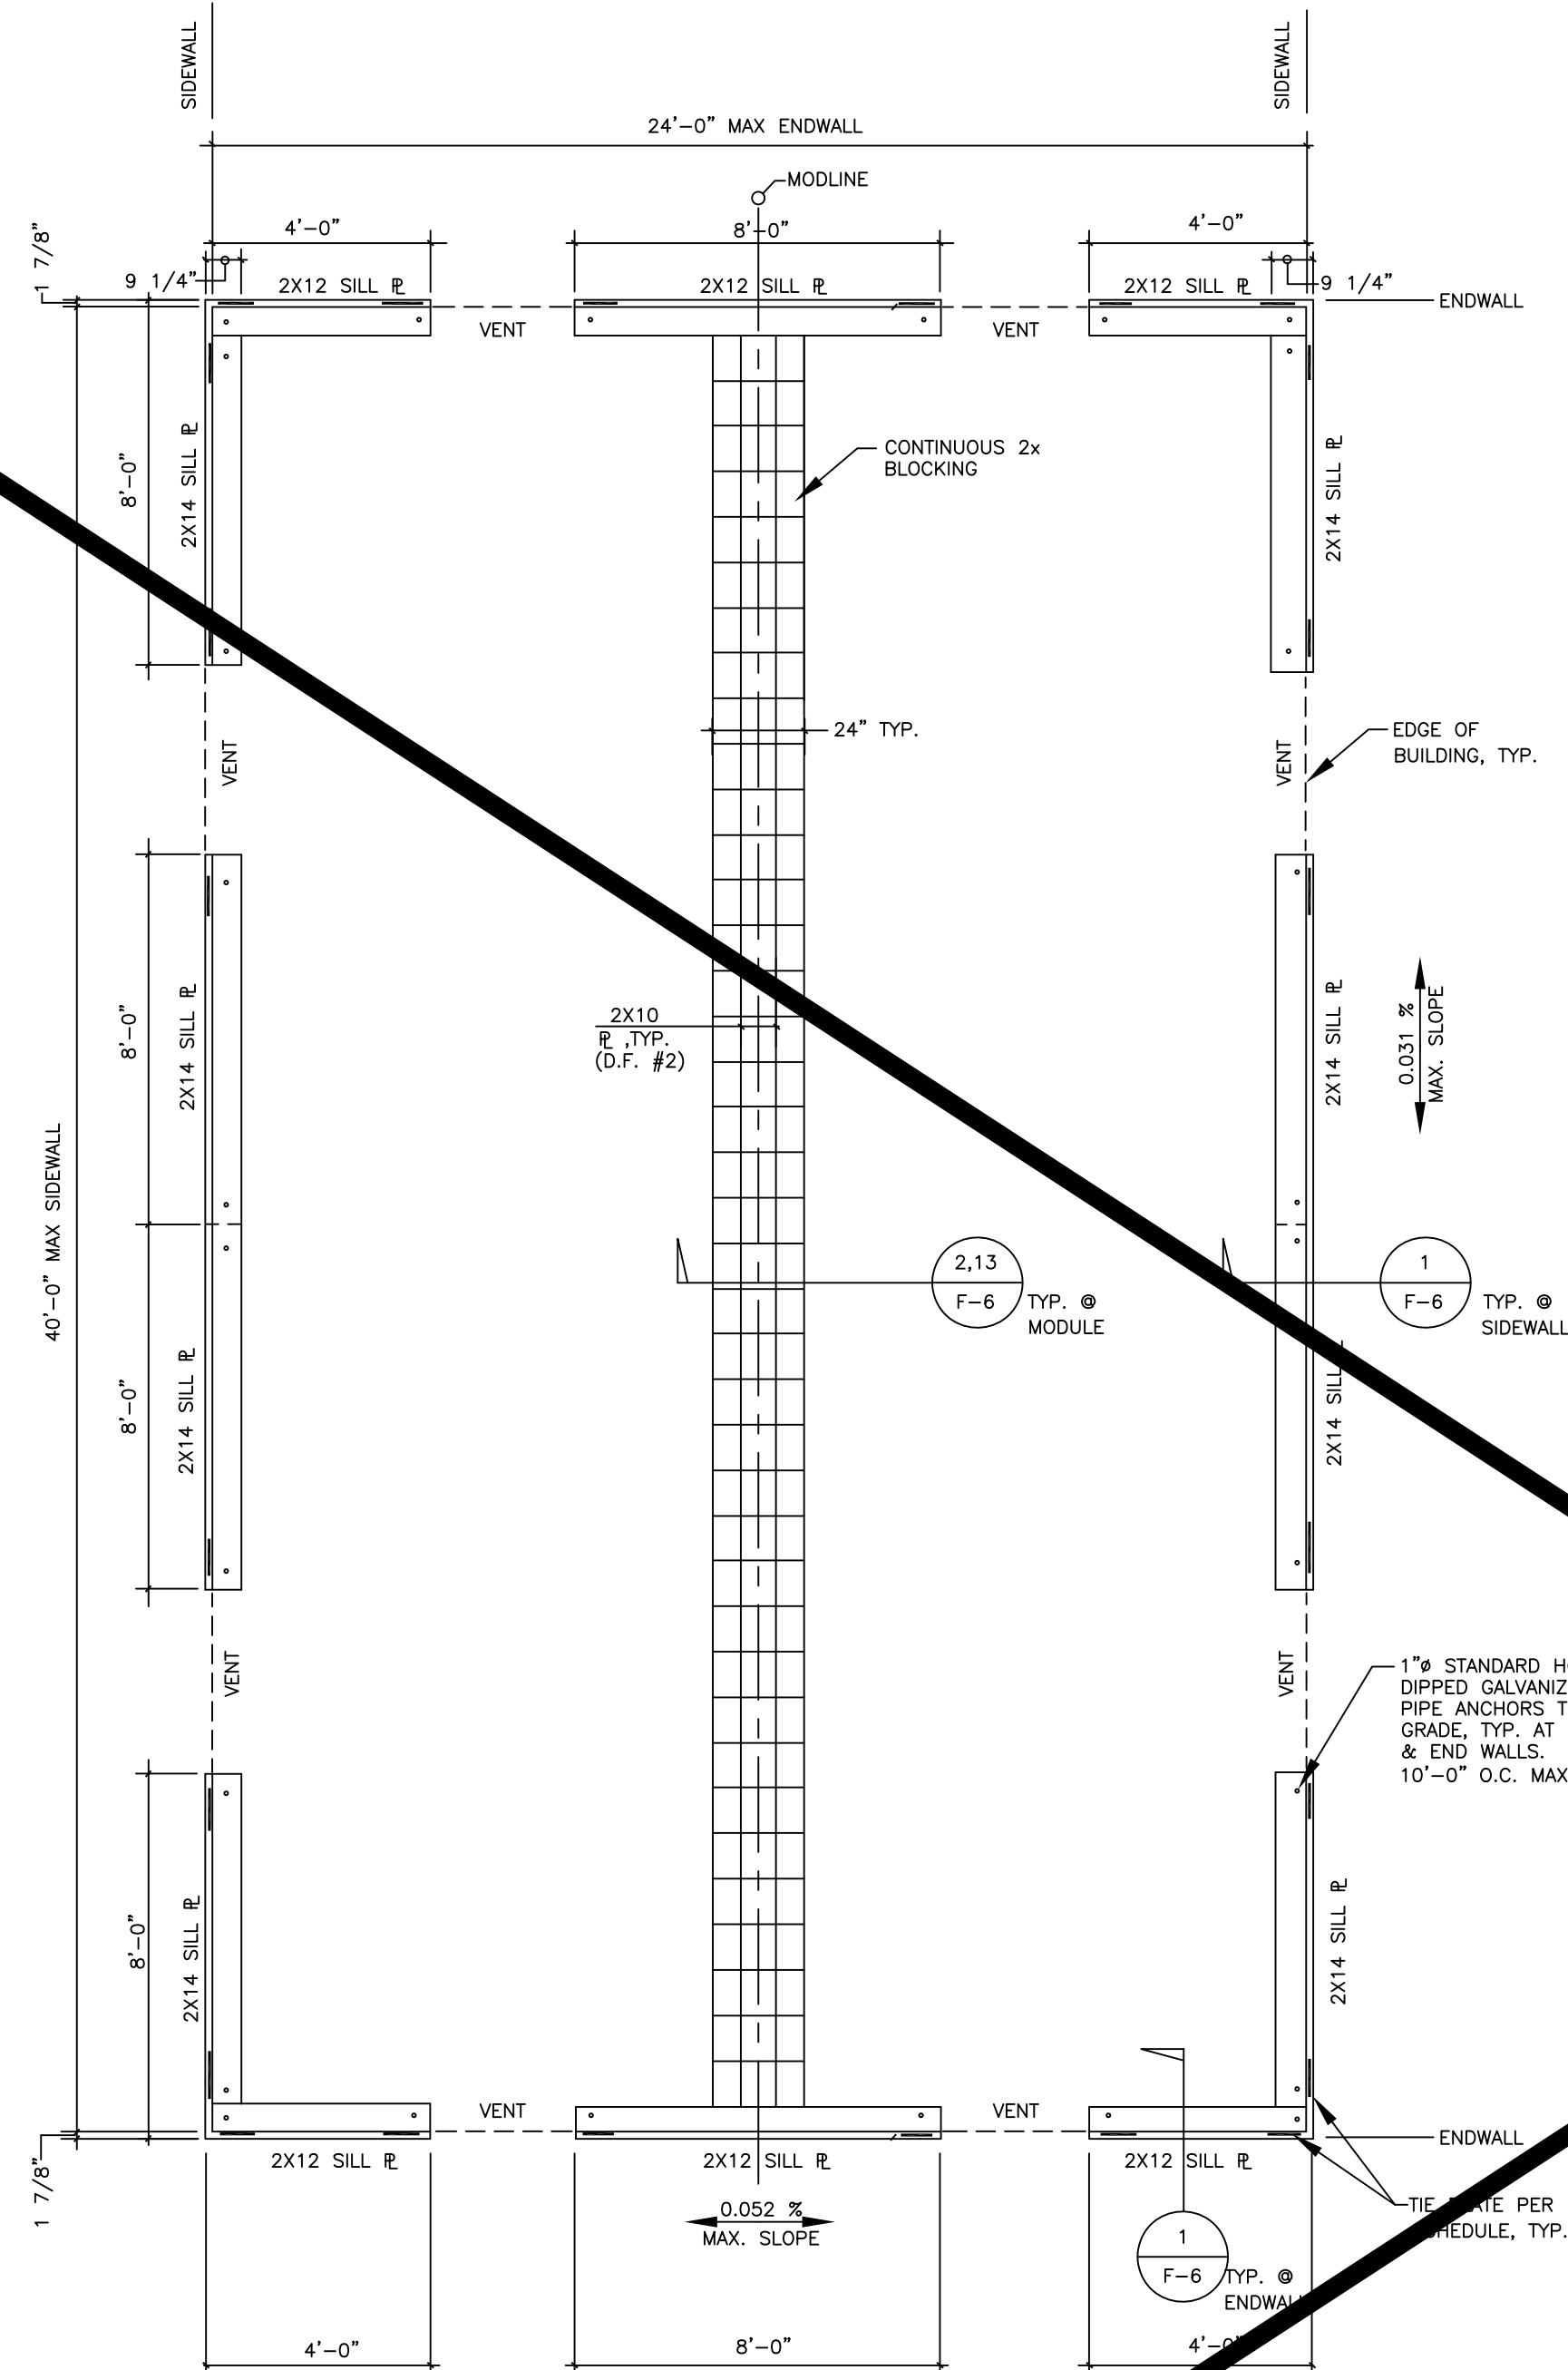 SIDEWALL
SIDEWALL
24'-0" MAX ENDWALL
MODLINE
4'-0"
8'-0"
4'-0"
1 7/8"
9 1/4"
2X12 SILL ⅊
2X12 SILL ⅊
2X12 SILL ⅊
9 1/4"
ENDWALL
VENT
VENT
8'-0"
2X14 SILL ⅊
CONTINUOUS 2x
BLOCKING
2X14 SILL ⅊
24" TYP.
VENT
VENT
EDGE OF
BUILDING, TYP.
8'-0"
2X14 SILL ⅊
2X10
⅊ ,TYP.
(D.F. #2)
2X14 SILL ⅊
0.031 %
MAX. SLOPE
40'-0" MAX SIDEWALL
2,13
F-6
TYP. @
MODULE
1
F-6
TYP. @
SIDEWALL
8'-0"
2X14 SILL ⅊
2X14 SILL
VENT
VENT
1"ø STANDARD
DIPPED
PIPE ANCHORS
GRADE, TYP. AT
& END WALLS.
10'-0" O.C. MAX
8'-0"
2X14 SILL ⅊
2X14 SILL ⅊
VENT
VENT
ENDWALL
1 7/8"
2X12 SILL ⅊
2X12 SILL ⅊
2X12 SILL ⅊
0.052 %
MAX. SLOPE
TIE PER
TYP.
1
F-6
TYP. @
4'-0"
8'-0"